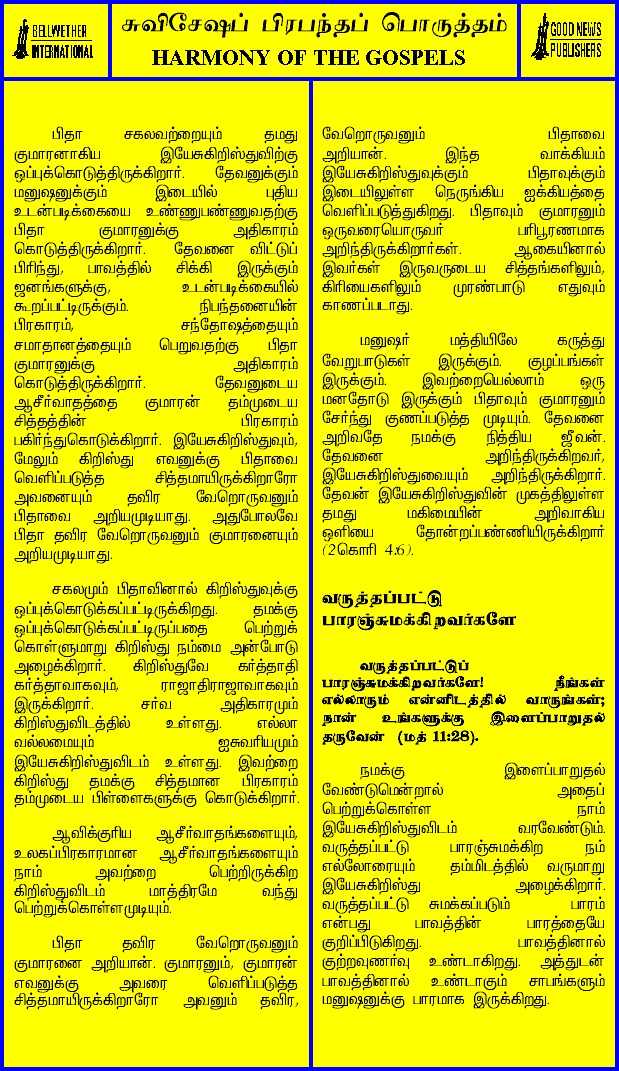 BELLWETHER
INTERNATIONAL
சுவிசேஷப் பிரபந்தப் பொருத்தம்
HARMONY OF THE GOSPELS
GOOD NEWS
PUBLISHERS
பிதா சகலவற்றையும் தமது
குமாரனாகிய இயேசுகிறிஸ்துவிற்கு
ஒப்புக்கொடுத்திருக்கிறார். தேவனுக்கும்
மனுஷனுக்கும் இடையில் புதிய
உடன்படிக்கையை உண்ணுபண்ணுவதற்கு
பிதா குமாரனுக்கு அதிகாரம்
கொடுத்திருக்கிறார். தேவனை விட்டுப்
பிரிந்து, பாவத்தில் சிக்கி இருக்கும்
ஜனங்களுக்கு, உடன்படிக்கையில்
கூறப்பட்டிருக்கும். நிபந்தனையின்
பிரகாரம், சந்தோஷத்தையும்
சமாதானத்தையும் பெறுவதற்கு பிதா
குமாரனுக்கு அதிகாரம்
கொடுத்திருக்கிறார். தேவனுடைய
ஆசீர்வாதத்தை குமாரன் தம்முடைய
சித்தத்தின் பிரகாரம்
பகிர்ந்துகொடுக்கிறார். இயேசுகிறிஸ்துவும்,
மேலும் கிறிஸ்து எவனுக்கு பிதாவை
வெளிப்படுத்த சித்தமாயிருக்கிறாரோ
அவனையும் தவிர வேறொருவனும்
பிதாவை அறியமுடியாது. அதுபோலவே
பிதா தவிர வேறொருவனும் குமாரனையும்
அறியமுடியாது.
சகலமும் பிதாவினால் கிறிஸ்துவுக்கு
ஒப்புக்கொடுக்கப்பட்டிருக்கிறது. தமக்கு
ஒப்புக்கொடுக்கப்பட்டிருப்பதை பெற்றுக்
கொள்ளுமாறு கிறிஸ்து நம்மை அன்போடு
அழைக்கிறார். கிறிஸ்துவே கர்த்தாதி
கர்த்தாவாகவும், ராஜாதிராஜாவாகவும்
இருக்கிறார். சர்வ அதிகாரமும்
கிறிஸ்துவிடத்தில் உள்ளது. எல்லா
வல்லமையும் ஐசுவரியமும்
இயேசுகிறிஸ்துவிடம் உள்ளது. இவற்றை
கிறிஸ்து தமக்கு சித்தமான பிரகாரம்
தம்முடைய பிள்ளைகளுக்கு கொடுக்கிறார்.
ஆவிக்குரிய ஆசீர்வாதங்களையும்,
உலகப்பிரகாரமான ஆசீர்வாதங்களையும்
நாம் அவற்றை பெற்றிருக்கிற
கிறிஸ்துவிடம் மாத்திரமே வந்து
பெற்றுக்கொள்ளமுடியும்.
பிதா தவிர வேறொருவனும்
குமாரனை அறியான். குமாரனும், குமாரன்
எவனுக்கு அவரை வெளிப்படுத்த
சித்தமாயிருக்கிறாரோ அவனும் தவிர,
வேறொருவனும் பிதாவை
அறியான். இந்த வாக்கியம்
இயேசுகிறிஸ்துவுக்கும் பிதாவுக்கும்
இடையிலுள்ள நெருங்கிய ஐக்கியத்தை
வெளிப்படுத்துகிறது. பிதாவும் குமாரனும்
ஒருவரையொருவர் பரிபூரணமாக
அறிந்திருக்கிறார்கள். ஆகையினால்
இவர்கள் இருவருடைய சித்தங்களிலும்,
கிரியைகளிலும் முரண்பாடு எதுவும்
காணப்படாது.
மனுஷர் மத்தியிலே கருத்து
வேறுபாடுகள் இருக்கும். குழப்பங்கள்
இருக்கும். இவற்றையெல்லாம் ஒரு
மனதோடு இருக்கும் பிதாவும் குமாரனும்
சேர்ந்து குணப்படுத்த முடியும். தேவனை
அறிவதே நமக்கு நித்திய ஜீவன்.
தேவனை அறிந்திருக்கிறவர்,
இயேசுகிறிஸ்துவையும் அறிந்திருக்கிறார்.
தேவன் இயேசுகிறிஸ்துவின் முகத்திலுள்ள
தமது மகிமையின் அறிவாகிய
ஒளியை தோன்றப்பண்ணியிருக்கிறார்
(2கொரி 4:6).
வருத்தப்பட்டு
பாரஞ்சுமக்கிறவர்களே
வருத்தப்பட்டுப்
பாரஞ்சுமக்கிறவர்களே! நீங்கள்
எல்லாரும் என்னிடத்தில் வாருங்கள்;
நான் உங்களுக்கு இளைப்பாறுதல்
தருவேன் (மத் 11:28).
நமக்கு இளைப்பாறுதல்
வேண்டுமென்றால் அதைப்
பெற்றுக்கொள்ள நாம்
இயேசுகிறிஸ்துவிடம் வரவேண்டும்.
வருத்தப்பட்டு பாரஞ்சுமக்கிற நம்
எல்லோரையும் தம்மிடத்தில் வருமாறு
இயேசுகிறிஸ்து அழைக்கிறார்.
வருத்தப்பட்டு சுமக்கப்படும் பாரம்
என்பது பாவத்தின் பாரத்தையே
குறிப்பிடுகிறது. பாவத்தினால்
குற்றவுணர்வு உண்டாகிறது. அத்துடன்
பாவத்தினால் உண்டாகும் சாபங்களும்
மனுஷனுக்கு பாரமாக இருக்கிறது.